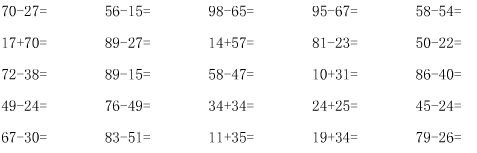 70-27= 56-15= 98-65= 95-67= 58-54=
17+70= 89-27= 14+57= 81-23= 50-22=
72-38= 89-15= 58-47= 10+31= 86-40=
49-24= 76-49= 34+34= 24+25= 45-24=
67-30= 83-51= 11+35= 19+34= 79-26=